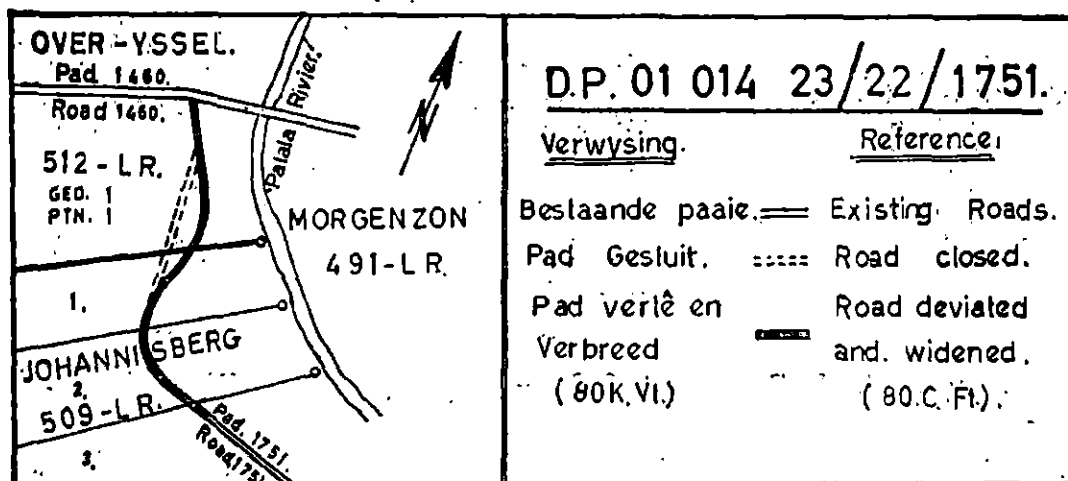 OVER-YSSEL.
Pad 1460.
Road 1460.
512-L R.
GED. 1
PTN. 1
Palala Rivier.
N
MORGENZON
491-L R.
1.
JOHANNISBERG
2.
509-L R.
3.
Pad. 1751.
Road 175
D.P. 01 014 23/22/1751.
Verwysing. Reference:
Bestaande paaie. Existing Roads.
Pad Gesluit. Road closed.
Pad verlê en Road deviated
Verbreed and. widened.
(80K.Vt.) (80.C.Ft.).